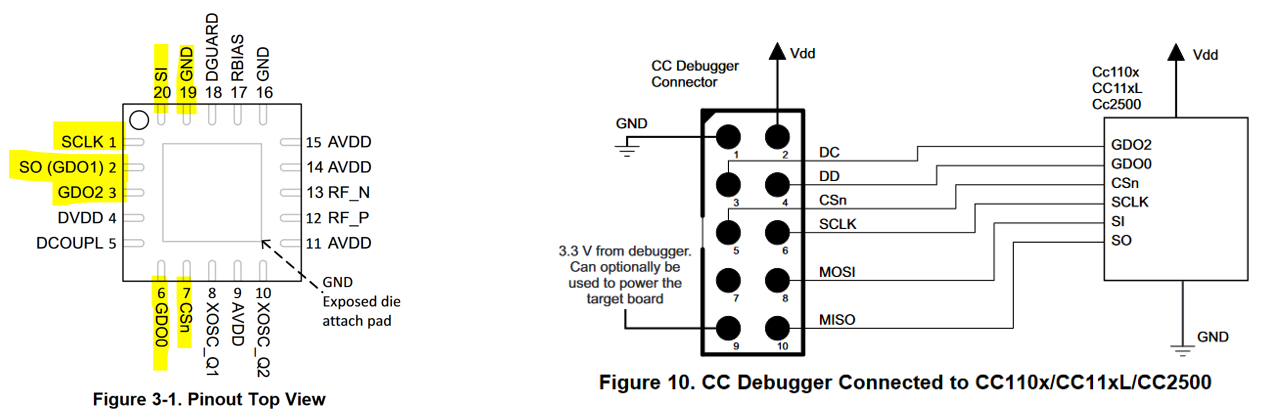 SI
GND
DGUARD
RBIAS
GND
20 19 18 17 16
SCLK 1
SO (GDO1) 2
GDO2 3
DVDD 4
DCOUPL 5
15 AVDD
14 AVDD
13 RF_N
12 RF_P
11 AVDD
6 7 8 9 10
GDO0
CSn
XOSC_Q1
AVDD
XOSC_Q2
GND
Exposed die
attach pad
Figure 3-1. Pinout Top View
CC Debugger
Connector
Vdd
GND
1 2
3 4
5 6
7 8
9 10
DC
DD
CSn
SCLK
MOSI
MISO
3.3 V from debugger.
Can optionally be
used to power the
target board
Vdd
Cc110x
CC11xL
Cc2500
GDO2
GDO0
CSn
SCLK
SI
SO
GND
Figure 10. CC Debugger Connected to CC110x/CC11xL/CC2500